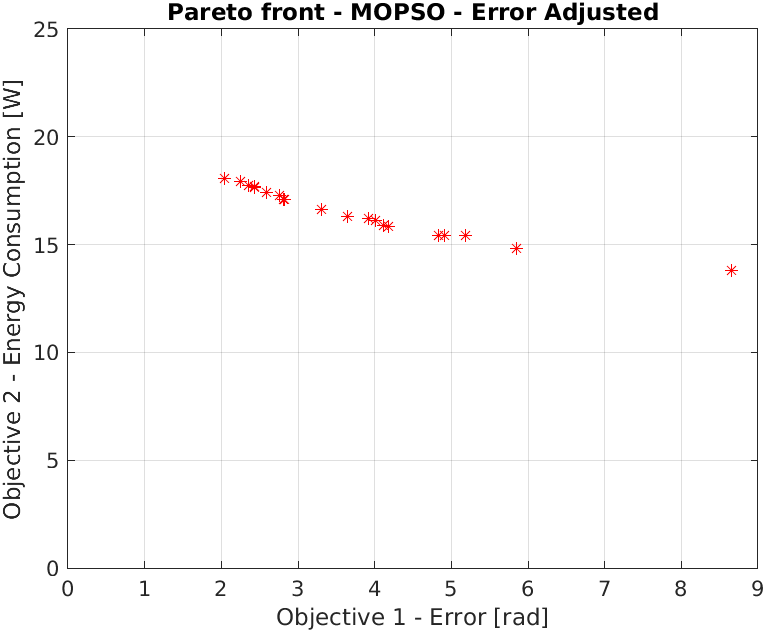 Pareto front - MOPSO - Error Adjusted
25
20
15
10
5
0
Objective 2 - Energy Consumption [W]
0 1 2 3 4 5 6 7 8 9
Objective 1 - Error [rad]